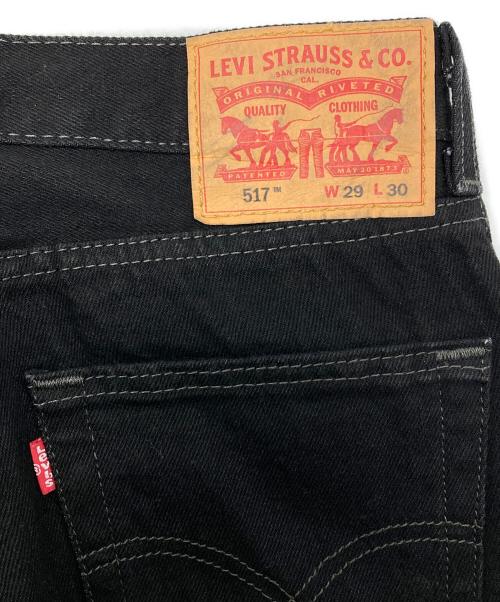 LEVI STRAUSS & CO.
SAN FRANCISCO
CAL.
ORIGINAL RIVETED
QUALITY CLOTHING
PATENTED MAY 20 1873
517™ W 29 L 30
LEVI'S
®